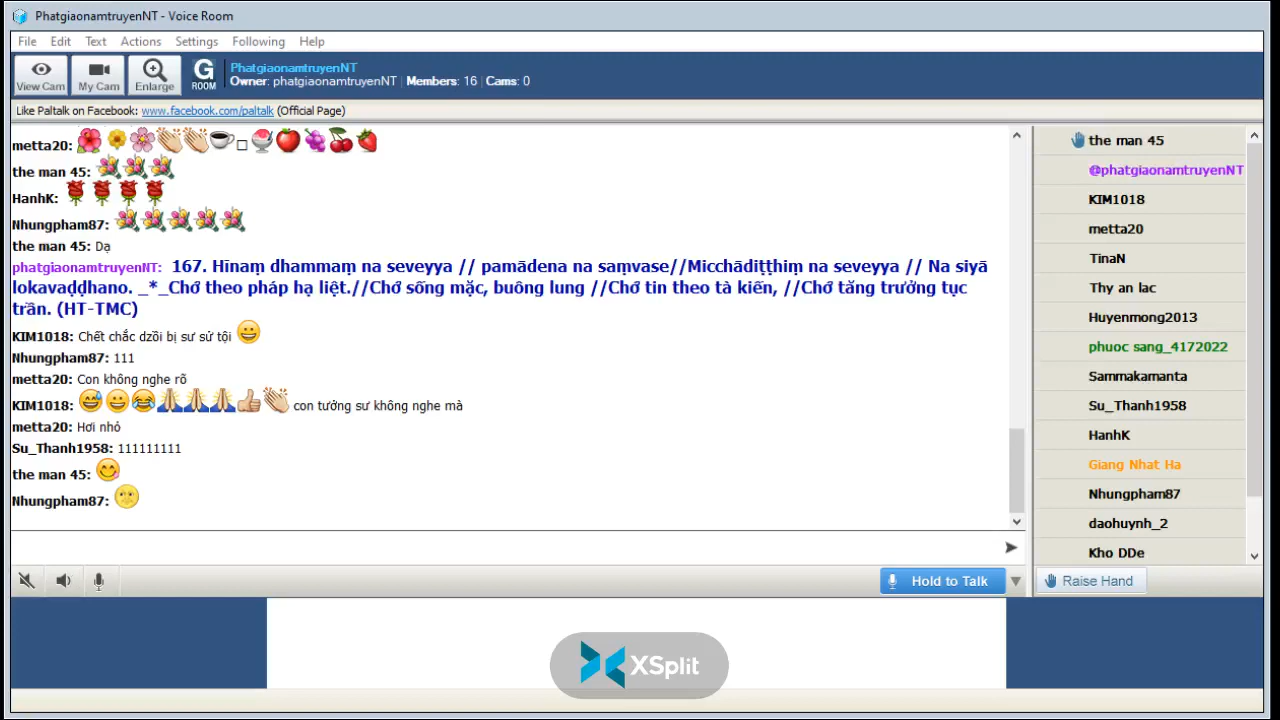 PhatgiaonamtruyenNT - Voice Room
File Edit Text Actions Settings Following Help
View Cam My Cam Enlarge G ROOM
PhatgiaonamtruyenNT
Owner: phatgiaonamtruyenNT | Members: 16 | Cams: 0
Like Paltalk on Facebook: www.facebook.com/paltalk (Official Page)
metta20:
the man 45:
HanhK:
Nhungpham87:
the man 45: Dạ
phatgiaonamtruyenNT: 167. Hīnaṃ dhammaṃ na seveyya // pamādena na saṃvase//Micchādiṭṭhiṃ na seveyya // Na siyā
lokavaḍḍhano. _*_Chớ theo pháp hạ liệt.//Chớ sống mặc, buông lung //Chớ tin theo tà kiến, //Chớ tăng trưởng tục
trần. (HT-TMC)
KIM1018: Chết chắc dzồi bị sư sử tội
Nhungpham87: 111
metta20: Con không nghe rõ
KIM1018: con tưởng sư không nghe mà
metta20: Hơi nhỏ
Su_Thanh1958: 111111111
the man 45:
Nhungpham87:
Hold to Talk
the man 45
@phatgiaonamtruyenNT
KIM1018
metta20
TinaN
Thy an lac
Huyenmong2013
phuoc sang_4172022
Sammakamanta
Su_Thanh1958
HanhK
Giang Nhat Ha
Nhungpham87
daohuynh_2
Kho DDe
Raise Hand
XSplit